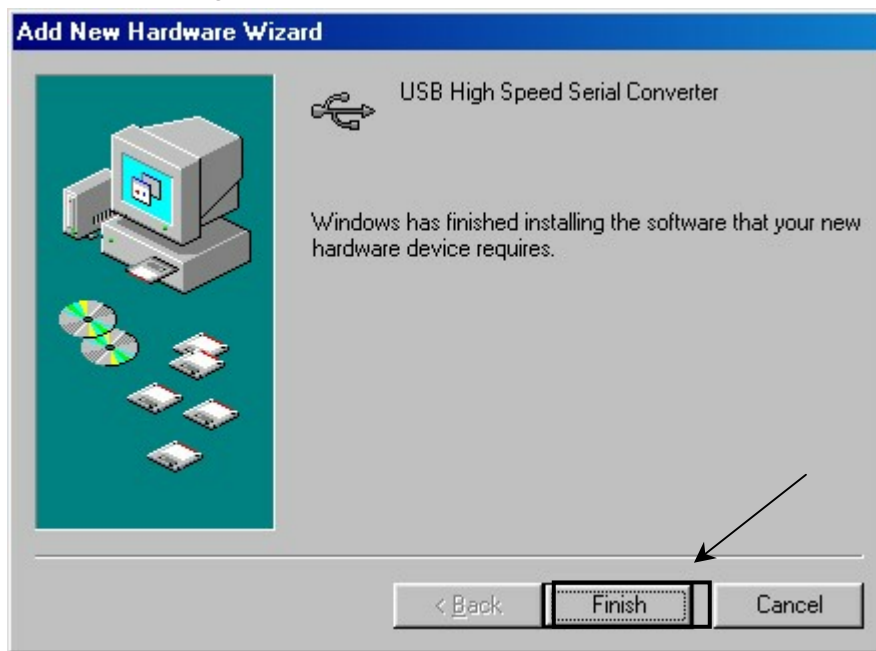 Add New Hardware Wizard
USB High Speed Serial Converter
Windows has finished installing the software that your new
hardware device requires.
< Back
Finish
Cancel